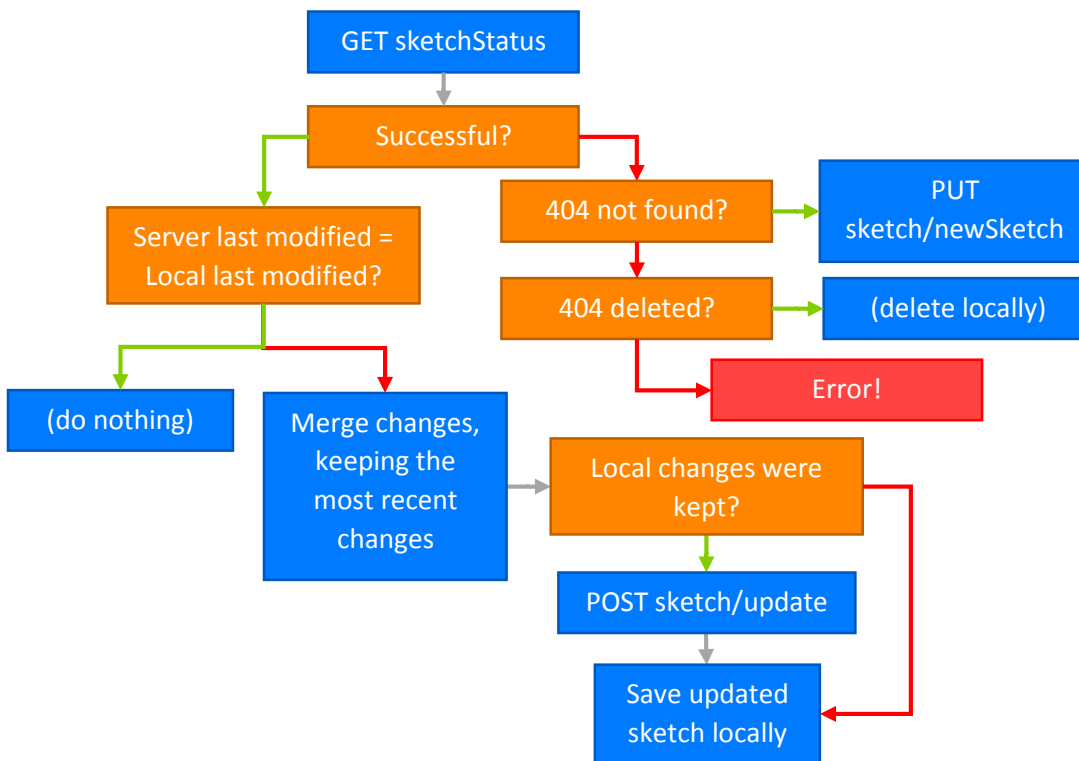 GET sketchStatus
Successful?
404 not found?
PUT
sketch/newSketch
Server last modified =
Local last modified?
404 deleted?
(delete locally)
Error!
(do nothing)
Merge changes,
keeping the
most recent
changes
Local changes were
kept?
POST sketch/update
Save updated
sketch locally